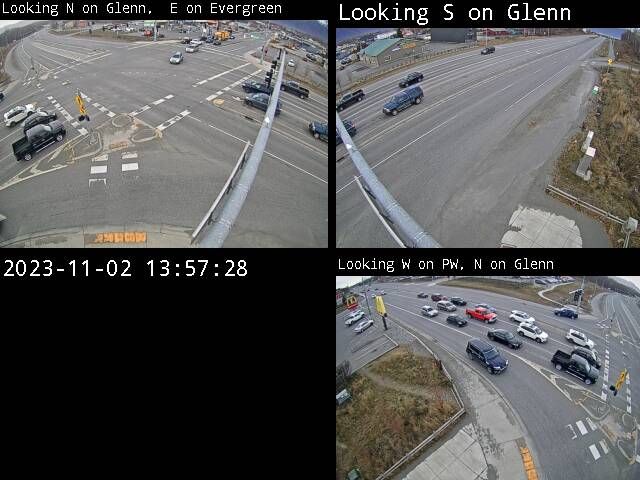 Looking N on Glenn,  E on Evergreen
Looking S on Glenn
2023-11-02 13:57:28
Looking W on PW, N on Glenn